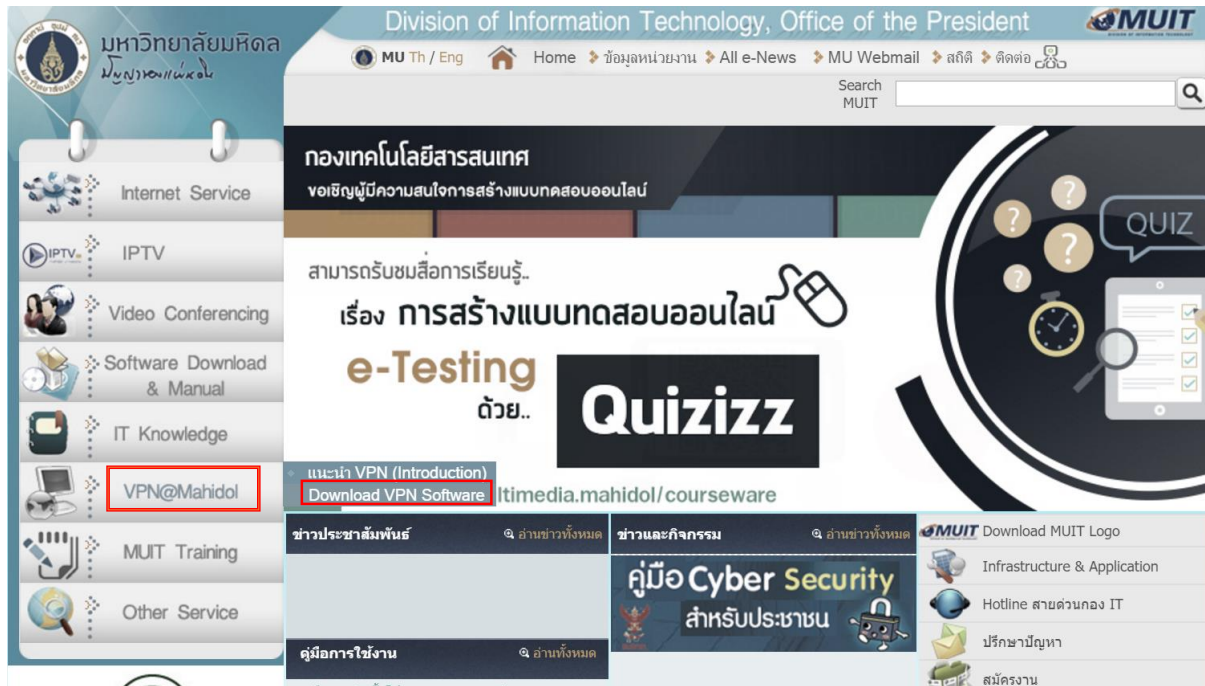 Division of Information Technology, Office of the President
MUIT
มหาวิทยาลัยมหิดล
ปัญญาของแผ่นดิน
MU Th / Eng Home ข้อมูลหน่วยงาน All e-News MU Webmail สถิติ ติดต่อ
Search
MUIT
Internet Service
IPTV
IPTV
Video Conferencing
Software Download
& Manual
IT Knowledge
VPN@Mahidol
MUIT Training
Other Service
กองเทคโนโลยีสารสนเทศ
ขอเชิญผู้มีความสนใจการสร้างแบบทดสอบออนไลน์
QUIZ
? ? ? ?
สามารถรับชมสื่อการเรียนรู้..
เรื่อง การสร้างแบบทดสอบออนไลน์
e-Testing
ด้วย..
Quizizz
แนะนำ VPN (Introduction)
Download VPN Software ltimedia.mahidol/courseware
ข่าวประชาสัมพันธ์ อ่านข่าวทั้งหมด
ข่าวและกิจกรรม อ่านข่าวทั้งหมด
คู่มือ Cyber Security
สำหรับประชาชน
คู่มือการใช้งาน อ่านทั้งหมด
MUIT Download MUIT Logo
Infrastructure & Application
Hotline สายด่วนกอง IT
ปรึกษาปัญหา
สมัครงาน